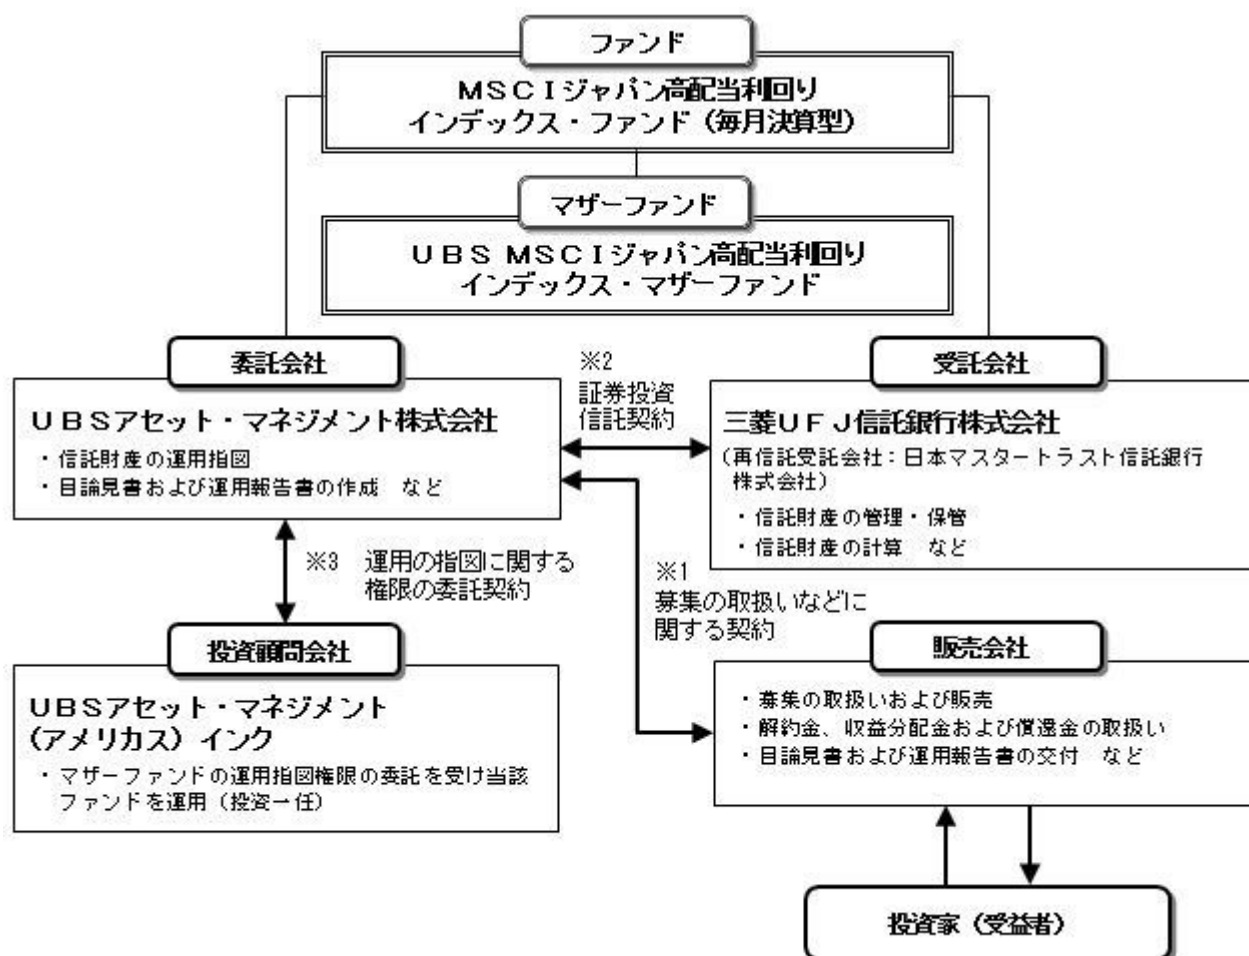 ファンド
MSCIジャパン高配当利回り
インデックス・ファンド（毎月決算型）
マザーファンド
UBS MSCIジャパン高配当利回り
インデックス・マザーファンド
委託会社
UBSアセット・マネジメント株式会社
・信託財産の運用指図
・目論見書および運用報告書の作成　など
※2
証券投資
信託契約
受託会社
三菱UFJ信託銀行株式会社
（再信託受託会社：日本マスタートラスト信託銀行
株式会社）
・信託財産の管理・保管
・信託財産の計算　など
※3　運用の指図に関する
権限の委託契約
※1
募集の取扱いなどに
関する契約
投資顧問会社
UBSアセット・マネジメント
（アメリカス）インク
・マザーファンドの運用指図権限の委託を受け当該
ファンドを運用（投資一任）
販売会社
・募集の取扱いおよび販売
・解約金、収益分配金および償還金の取扱い
・目論見書および運用報告書の交付　など
投資家（受益者）